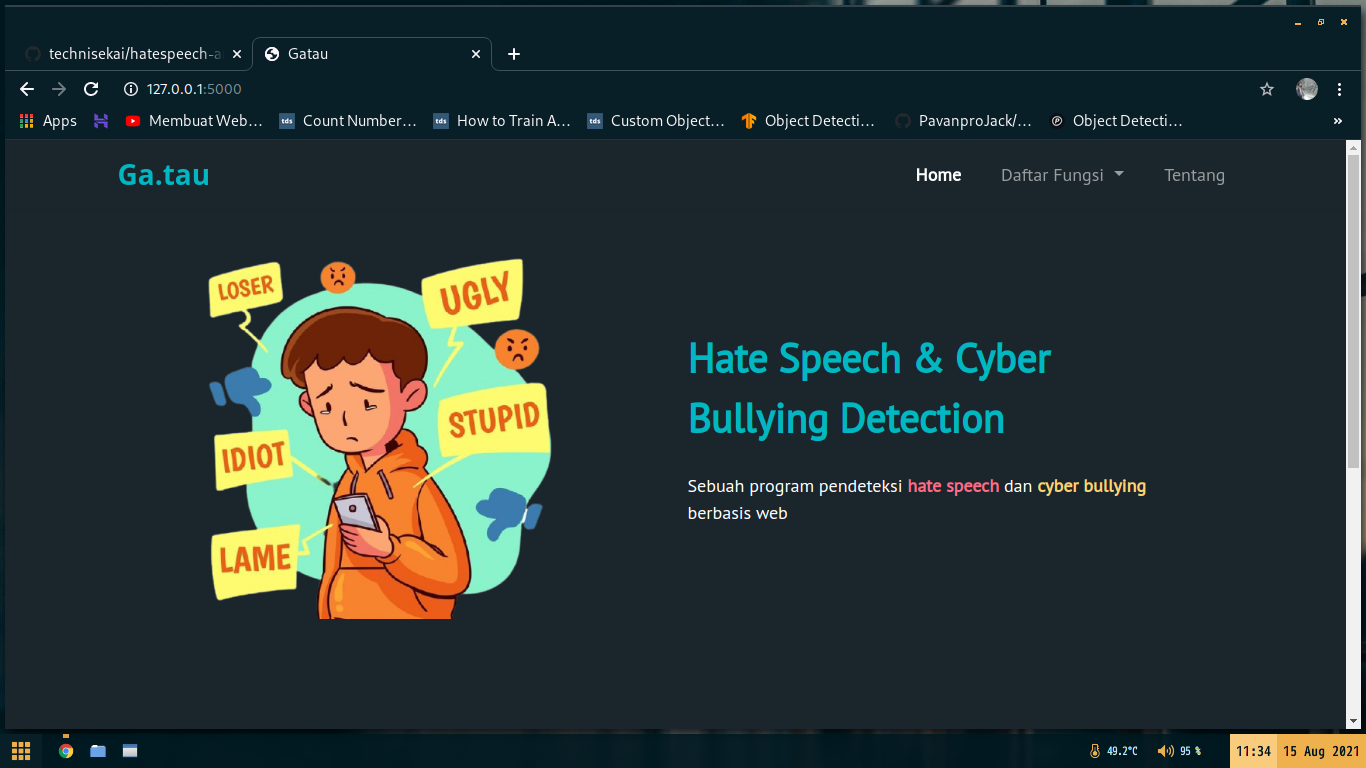 technisekai/hatespeech-a
Gatau
127.0.0.1:5000
Apps
Membuat Web…
Count Number…
How to Train A…
Custom Object…
Object Detecti…
PavanproJack/…
Object Detecti…
Ga.tau
Home
Daftar Fungsi
Tentang
LOSER
UGLY
STUPID
IDIOT
LAME
Hate Speech & Cyber
Bullying Detection
Sebuah program pendeteksi hate speech dan cyber bullying
berbasis web
49.2°C
95 %
11:34
15 Aug 2021